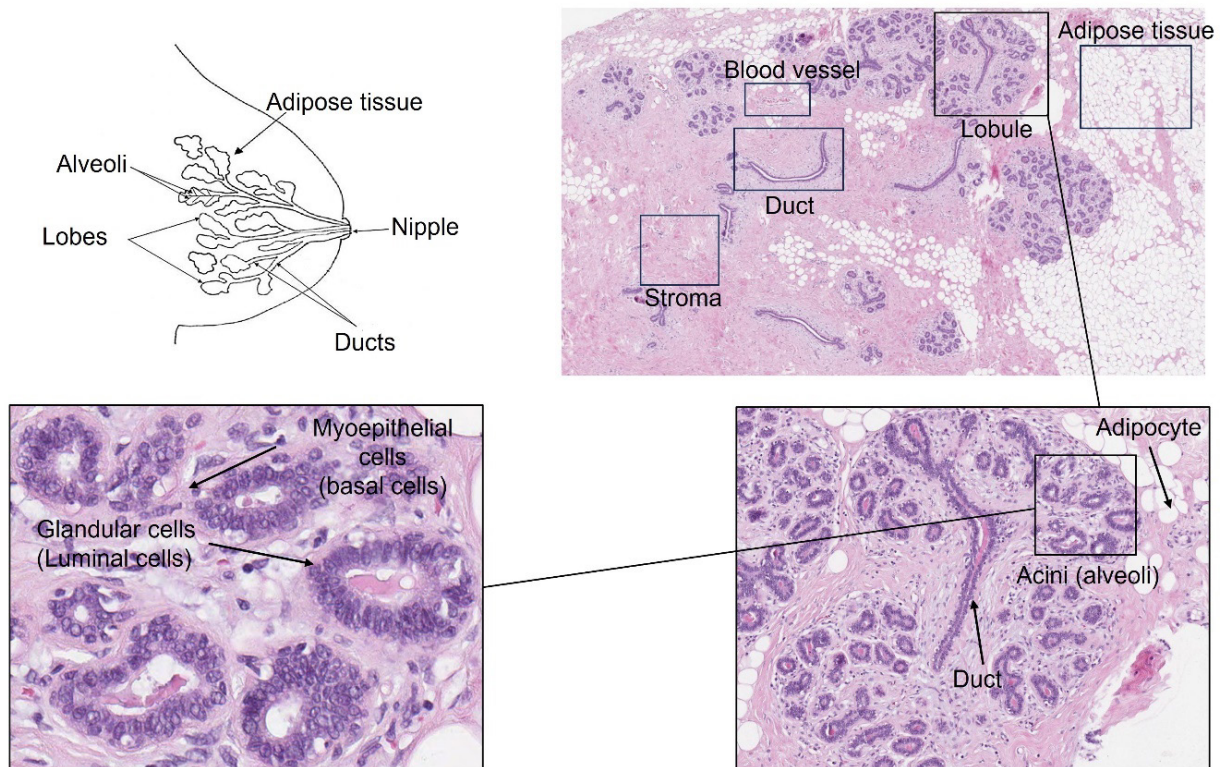 Adipose tissue
Alveoli
Lobes
Nipple
Ducts
Adipose tissue
Blood vessel
Lobule
Duct
Stroma
Myoepithelial
cells
(basal cells)
Glandular cells
(Luminal cells)
Adipocyte
Acini (alveoli)
Duct